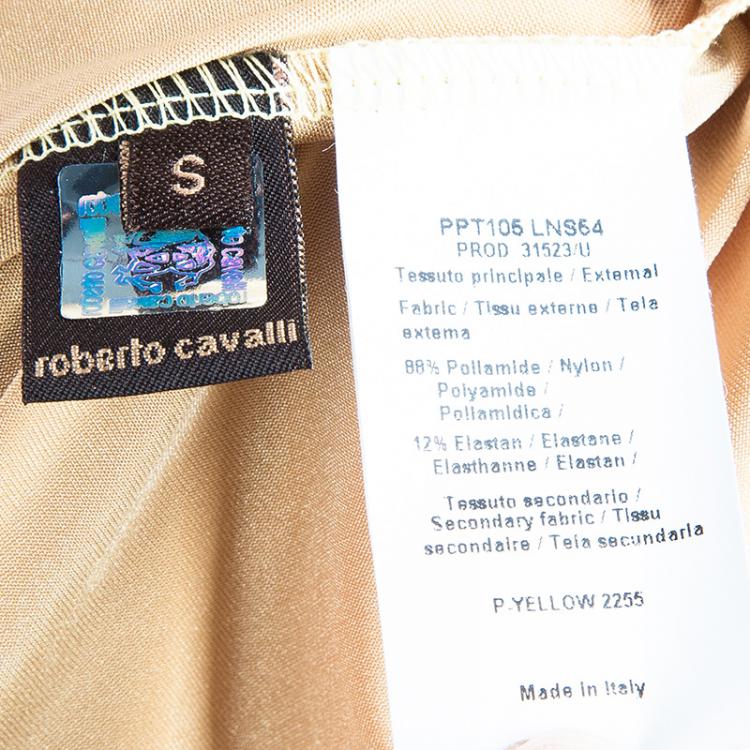 S
roberto cavalli
PPT105 LNS64
PROD 31523/U
Tessuto principale / External
Fabric / Tissu externe / Tela
externa
88% Poliamide / Nylon /
Polyamide /
Poliamidica /
12% Elastan / Elastane /
Elasthanne / Elastan /
Tessuto secondario /
Secondary fabric / Tissu
secondaire / Tela secundaria
P-YELLOW 2255
Made in Italy